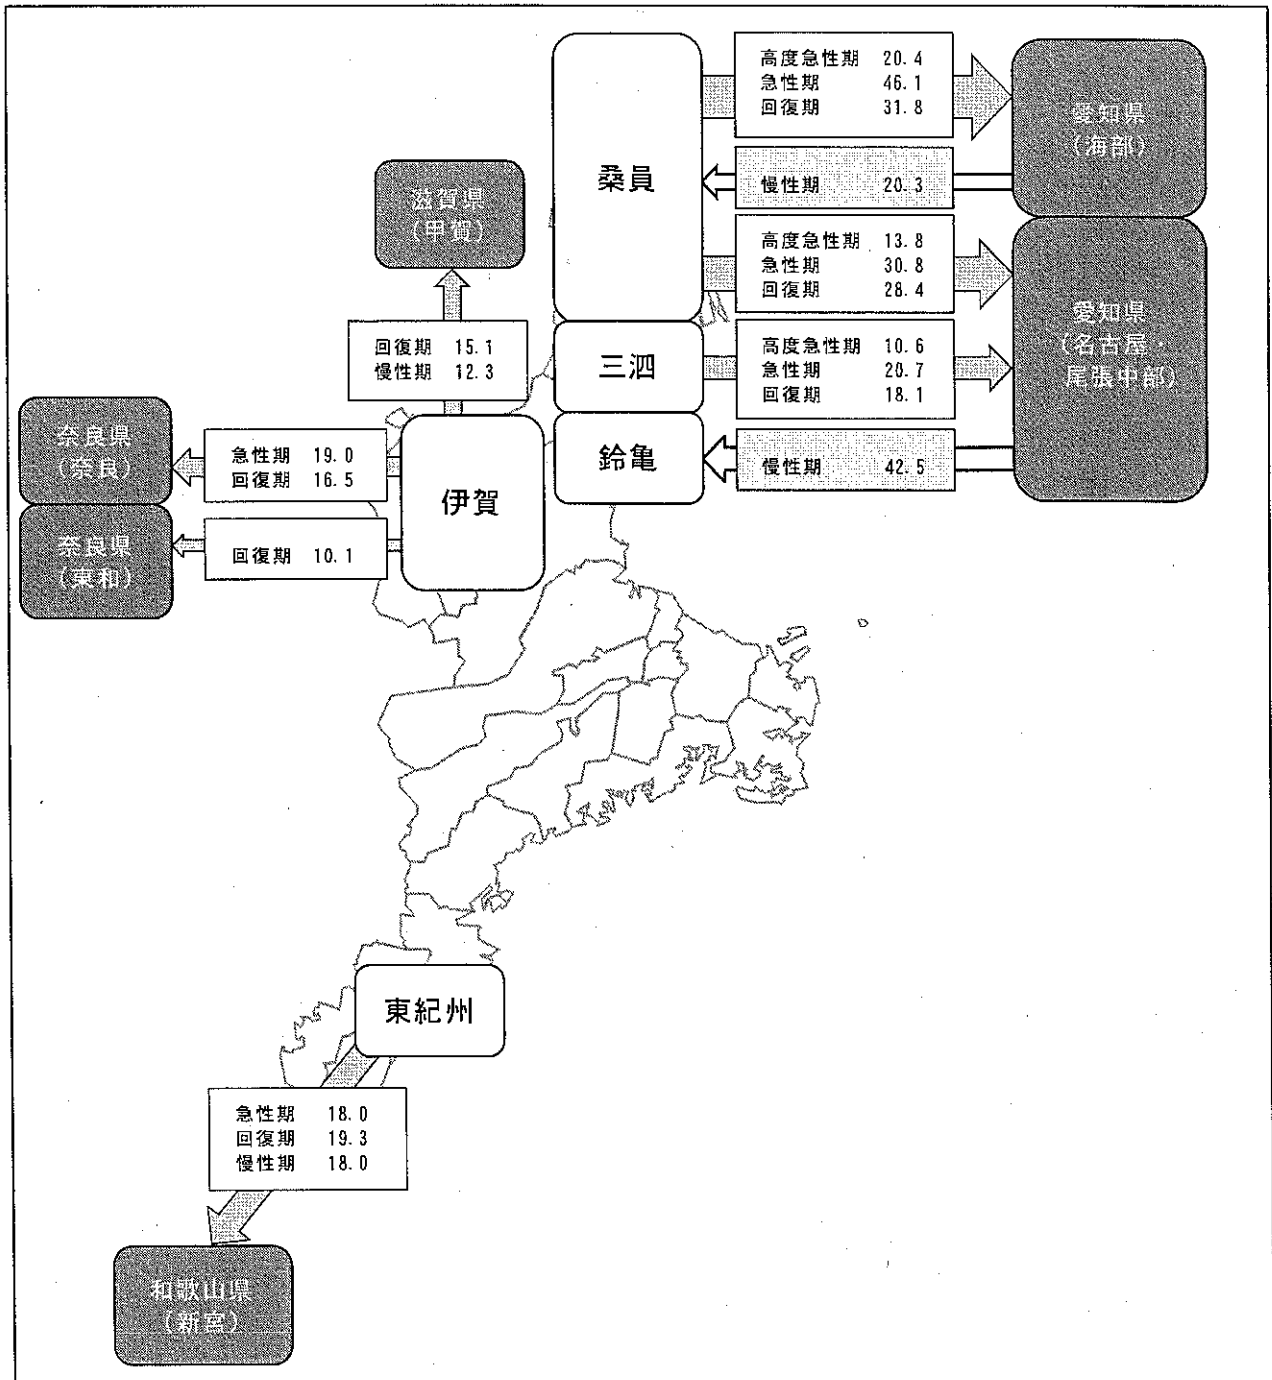 高度急性期 20.4
急性期 46.1
回復期 31.8
愛知県
(海部)
桑員
慢性期 20.3
滋賀県
(甲賀)
高度急性期 13.8
急性期 30.8
回復期 28.4
愛知県
(名古屋・
尾張中部)
回復期 15.1
慢性期 12.3
三泗
高度急性期 10.6
急性期 20.7
回復期 18.1
奈良県
(奈良)
急性期 19.0
回復期 16.5
伊賀
鈴亀
慢性期 42.5
奈良県
(東和)
回復期 10.1
東紀州
急性期 18.0
回復期 19.3
慢性期 18.0
和歌山県
(新宮)